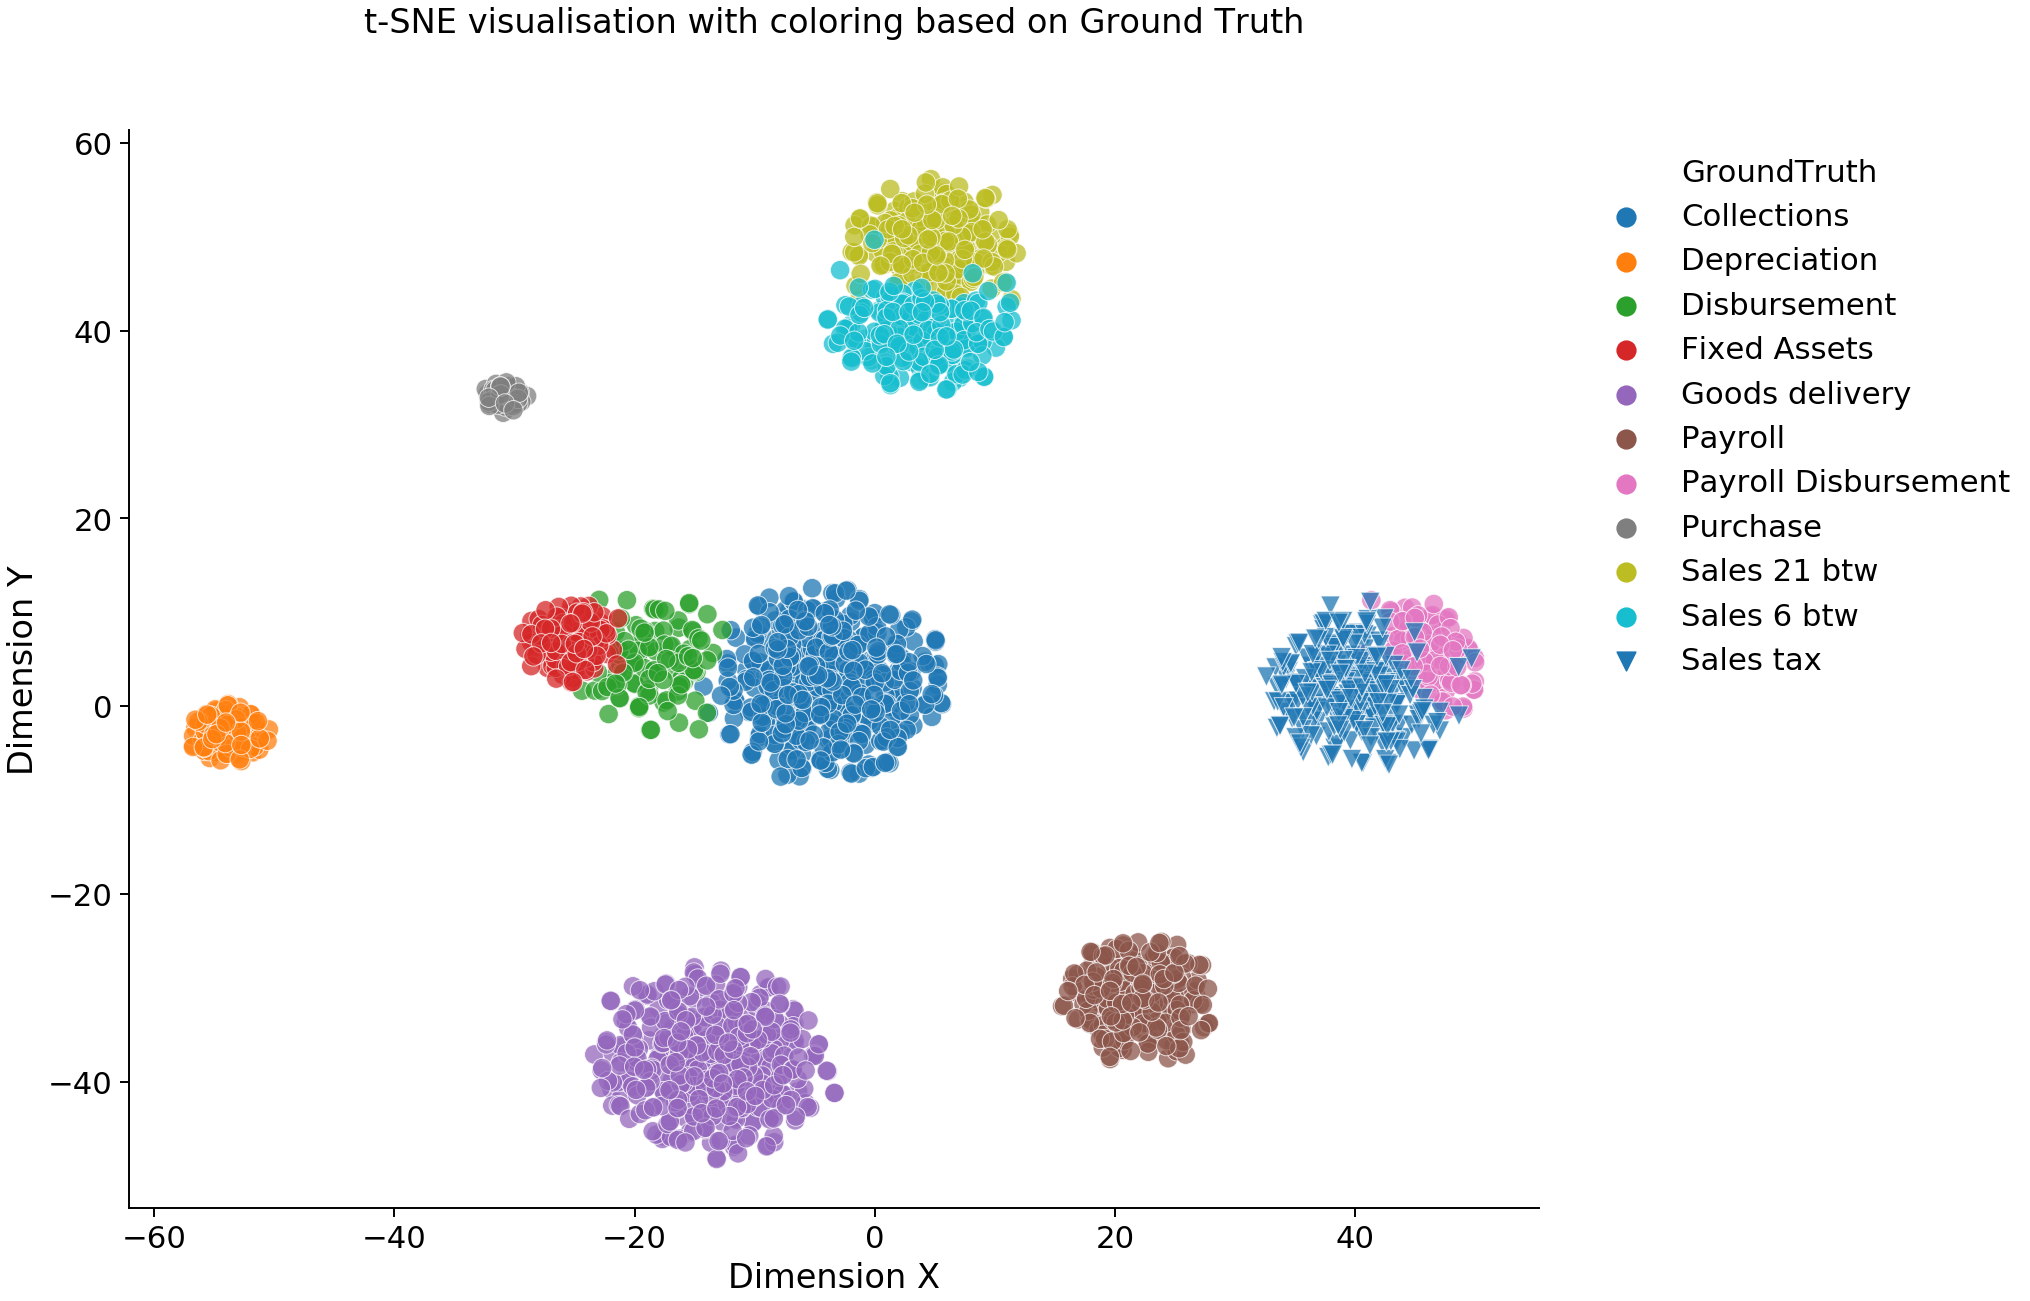 t-SNE visualisation with coloring based on Ground Truth
60
40
20
0
−20
−40
Dimension Y
−60
−40
−20
0
20
40
Dimension X
GroundTruth
Collections
Depreciation
Disbursement
Fixed Assets
Goods delivery
Payroll
Payroll Disbursement
Purchase
Sales 21 btw
Sales 6 btw
Sales tax